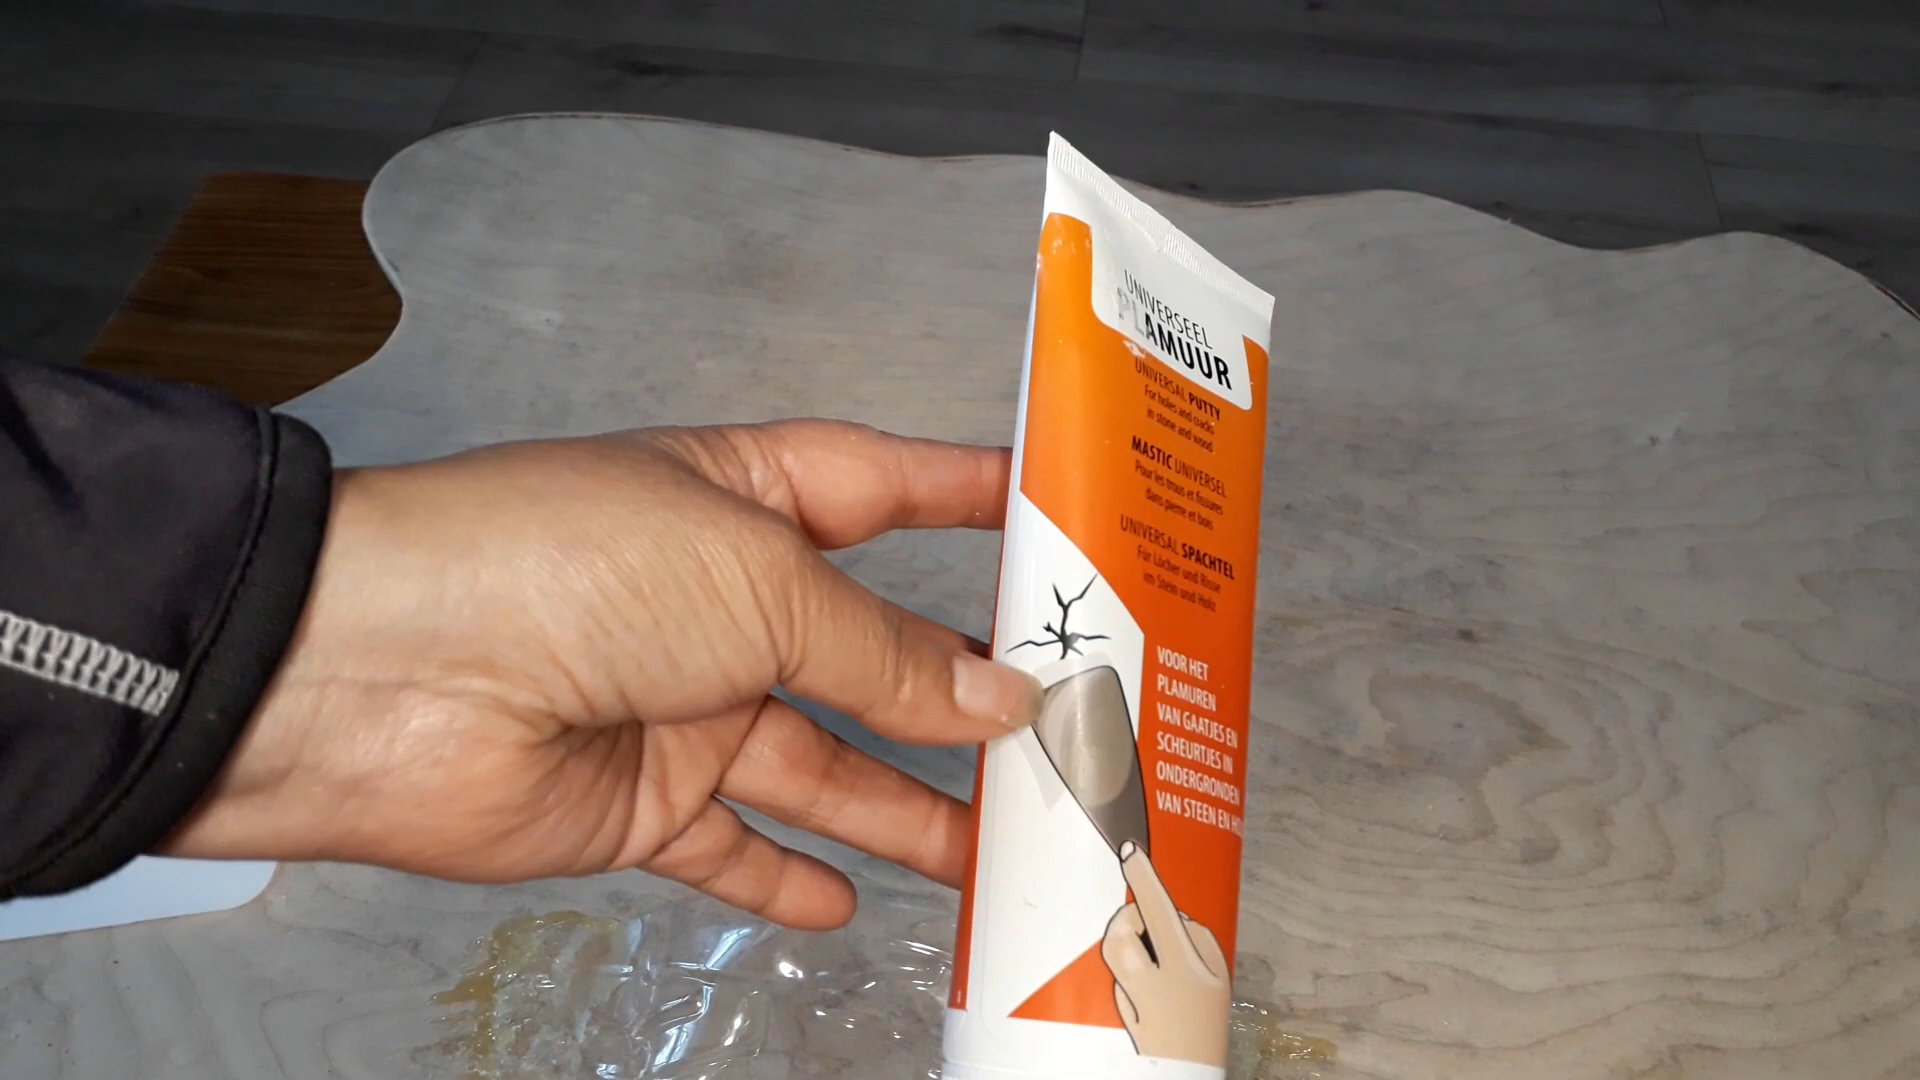 UNIVERSEEL
PLAMUUR
UNIVERSAL PUTTY
For holes and cracks
in stone and wood
MASTIC UNIVERSEL
Pour les trous et fissures
dans pierre et bois
UNIVERSAL SPACHTEL
Für Löcher und Risse
im Stein und Holz
VOOR HET
PLAMUREN
VAN GAATJES EN
SCHEURTJES IN
ONDERGRONDEN
VAN STEEN EN